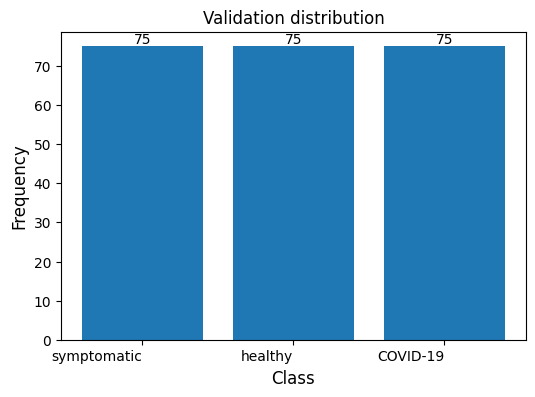 Validation distribution
75 75 75
Frequency
70
60
50
40
30
20
10
0
symptomatic healthy COVID-19
Class